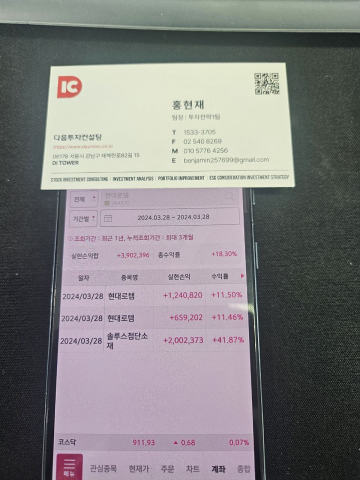 IC
홍현재
팀장 | 투자전략1팀
다음투자컨설팅
T 1533-3705
F 02 540 8269
M 010 5776 4256
E benjamin257699@gmail.com
06178 서울시 강남구 테헤란로82길 15
DI TOWER
STOCK INVESTMENT CONSULTING | INVESTMENT ANALYSIS | PORTFOLIO IMPROVEMENT | ESG CONSIDERATION INVESTMENT STRATEGY
전체
현대로템
기간별 2024.03.28 ~ 2024.03.28
조회기간 : 최근 1년, 누적조회기간 : 최대 3개월
실현손익합 +3,902,396 총수익률 +18.30%
일자 종목명 실현손익 수익률
2024/03/28 현대로템 +1,240,820 +11.50%
2024/03/28 현대로템 +659,202 +11.46%
2024/03/28 솔루스첨단소재 +2,002,373 +41.87%
코스닥 911.93 ▲ 0.68 0.07%
메뉴 관심종목 현재가 주문 차트 계좌 종합